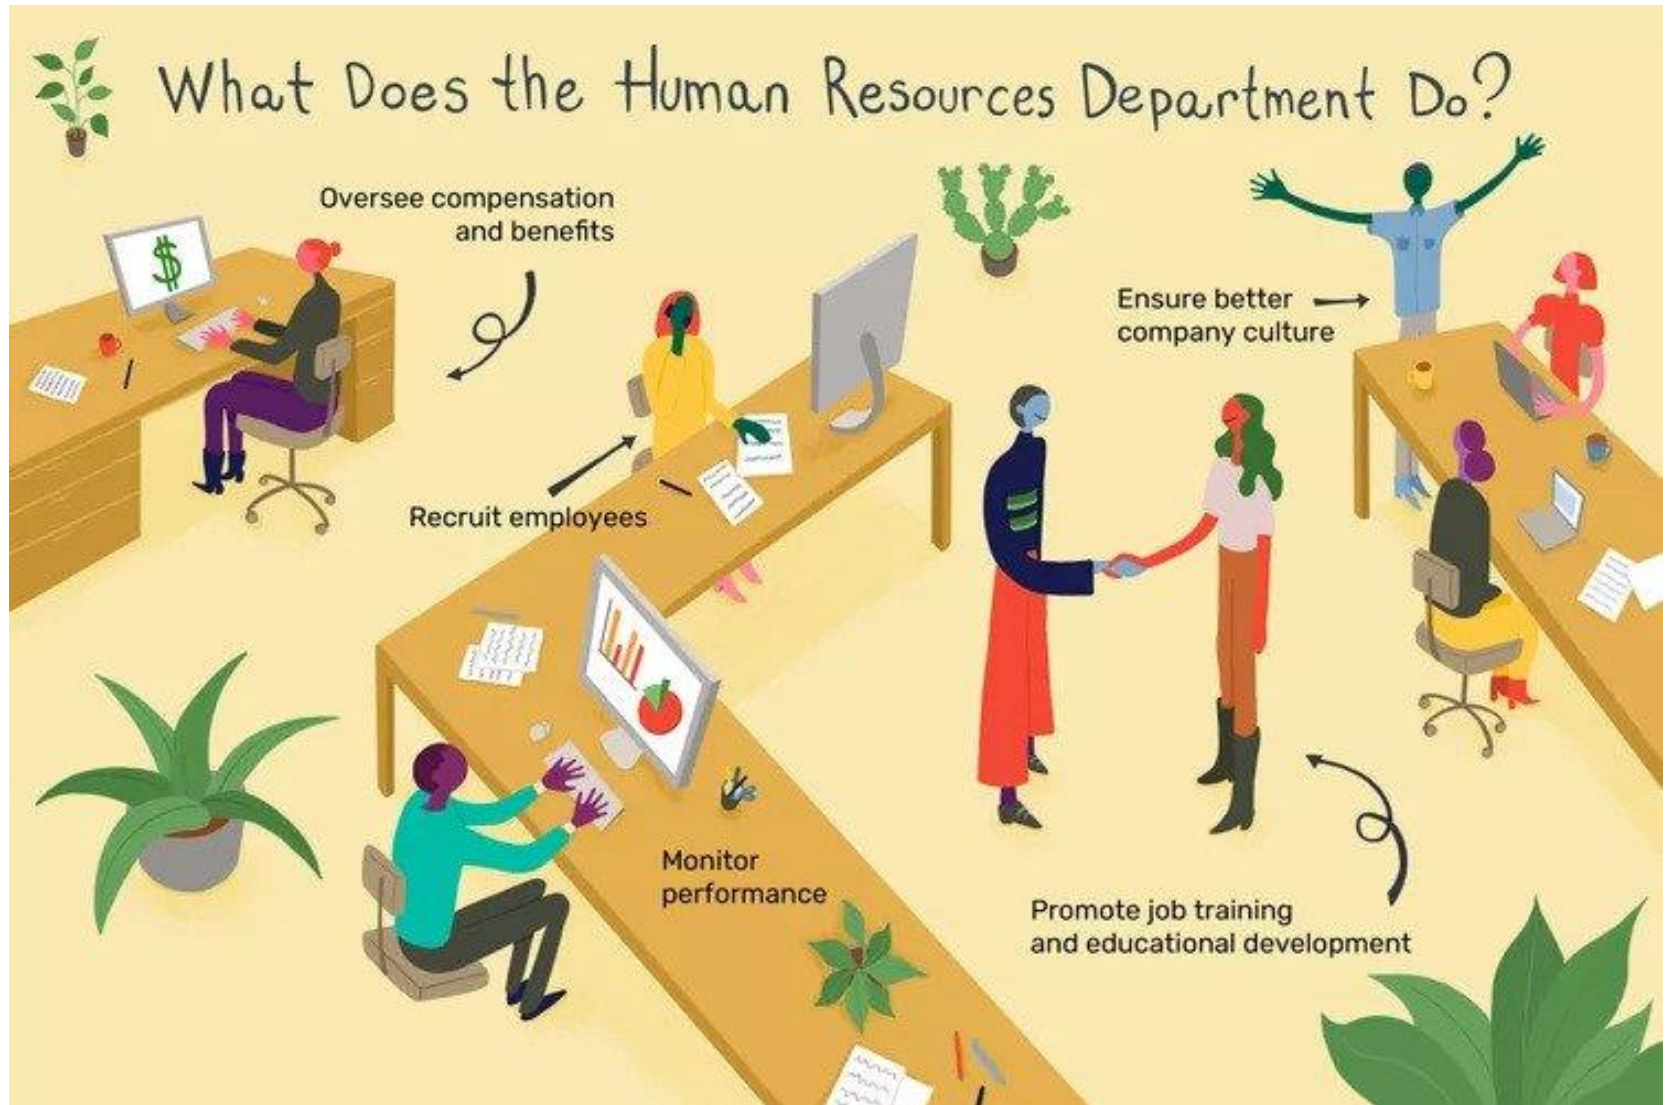 What Does the Human Resources Department Do?
Oversee compensation
and benefits
$
Ensure better
company culture
Recruit employees
Monitor
performance
Promote job training
and educational development